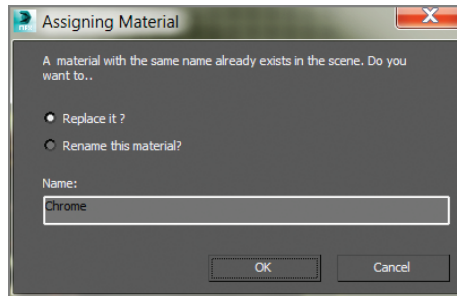 Assigning Material
A material with the same name already exists in the scene. Do you
want to..
Replace it ?
Rename this material?
Name:
Chrome
OK
Cancel